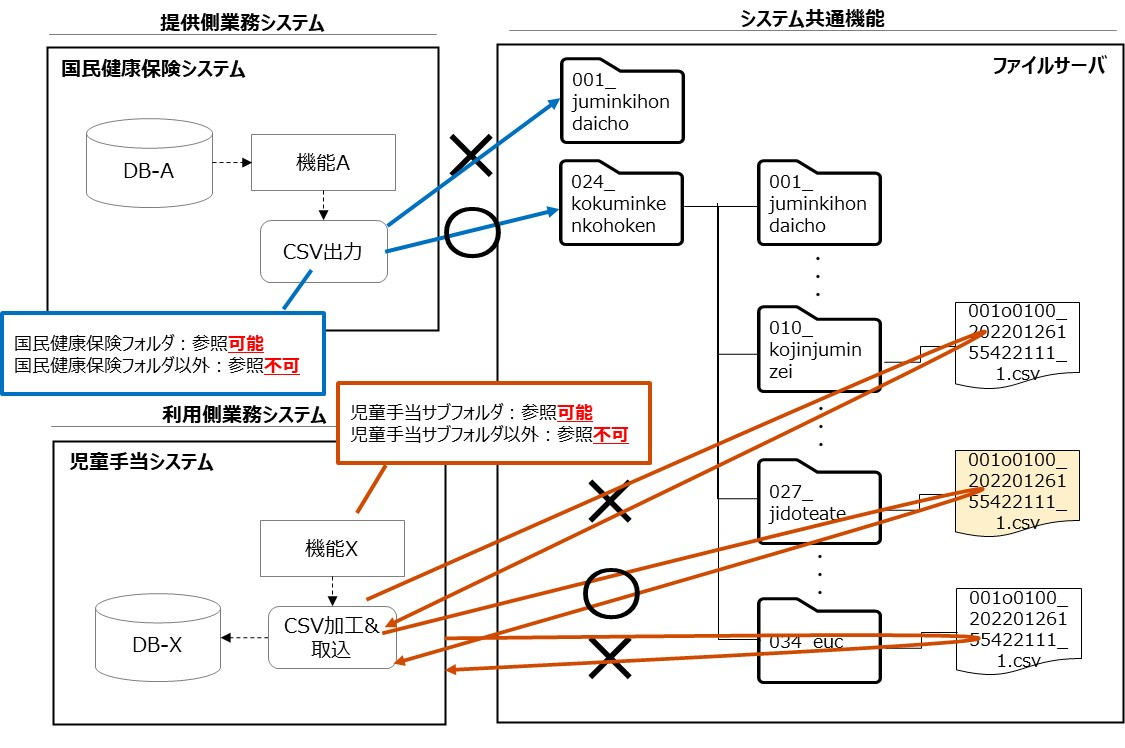 提供側業務システム
システム共通機能
国民健康保険システム
ファイルサーバ
DB-A
機能A
CSV出力
001_
juminkihon
daicho
024_
kokuminke
nkohoken
001_
juminkihon
daicho
010_
kojinjumin
zei
001o0100_
202201261
55422111_
1.csv
国民健康保険フォルダ：参照可能
国民健康保険フォルダ以外：参照不可
利用側業務システム
児童手当サブフォルダ：参照可能
児童手当サブフォルダ以外：参照不可
児童手当システム
機能X
CSV加工&
取込
DB-X
027_
jidoteate
001o0100_
202201261
55422111_
1.csv
034_euc
001o0100_
202201261
55422111_
1.csv